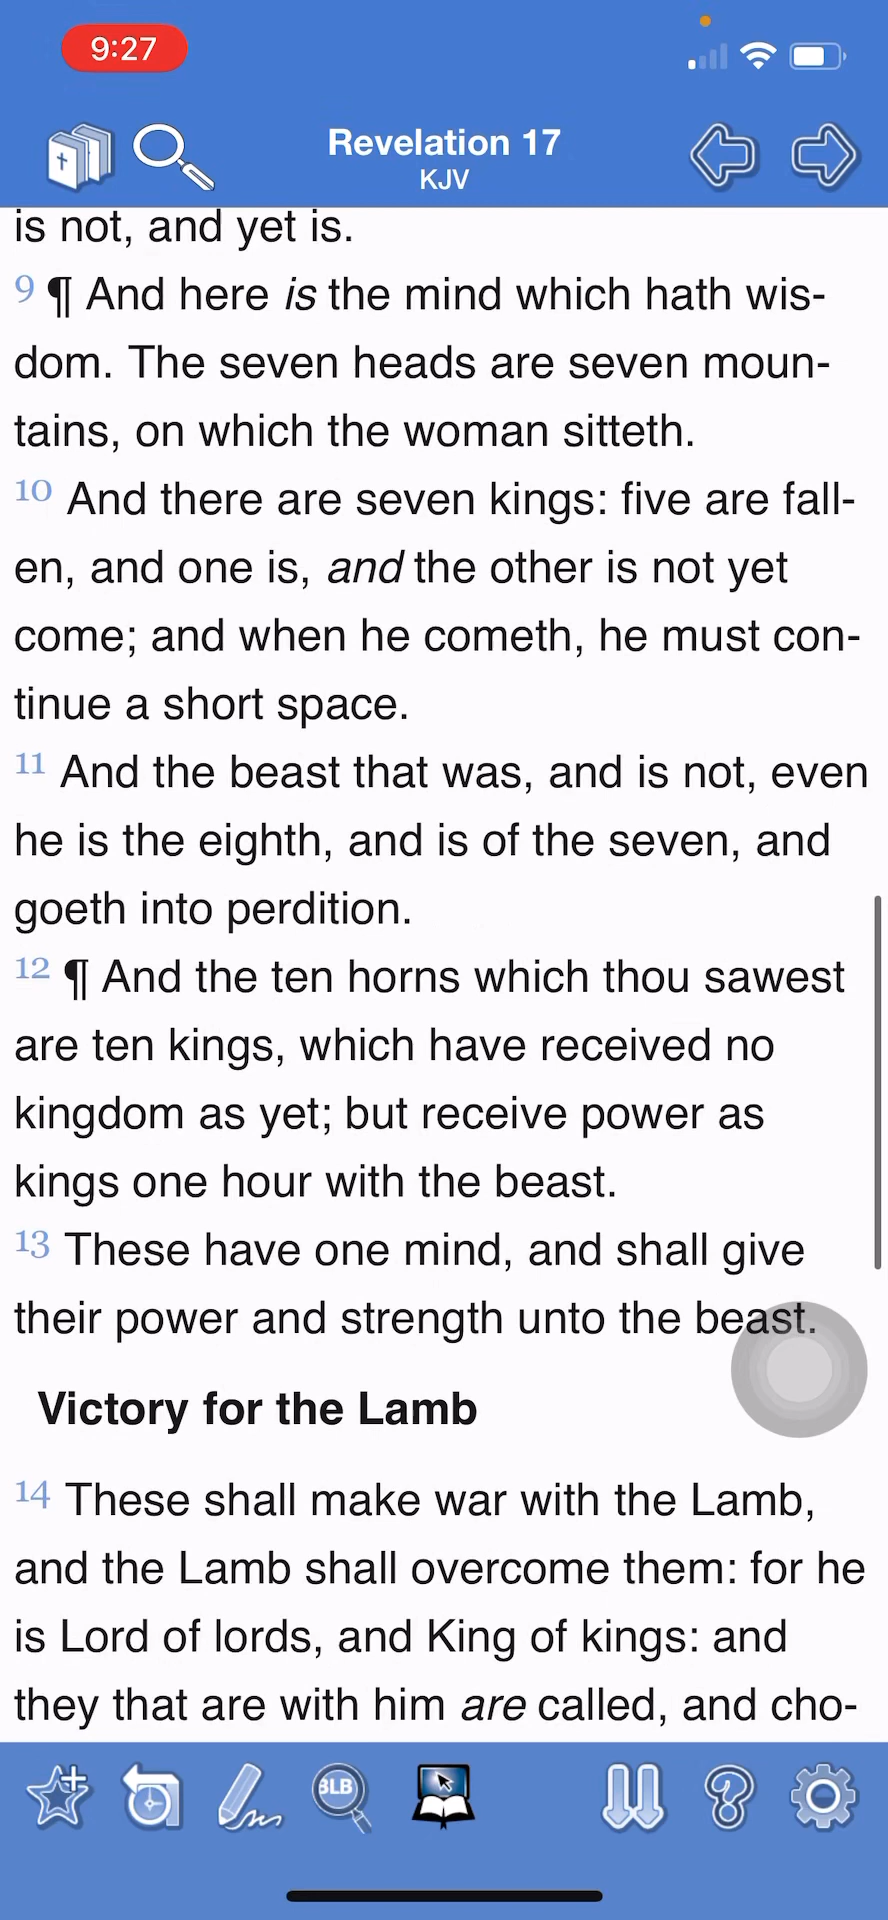 9:27
Revelation 17
KJV
is not, and yet is.
9 ¶ And here is the mind which hath wis-
dom. The seven heads are seven moun-
tains, on which the woman sitteth.
10 And there are seven kings: five are fall-
en, and one is, and the other is not yet
come; and when he cometh, he must con-
tinue a short space.
11 And the beast that was, and is not, even
he is the eighth, and is of the seven, and
goeth into perdition.
12 ¶ And the ten horns which thou sawest
are ten kings, which have received no
kingdom as yet; but receive power as
kings one hour with the beast.
13 These have one mind, and shall give
their power and strength unto the beast.
Victory for the Lamb
14 These shall make war with the Lamb,
and the Lamb shall overcome them: for he
is Lord of lords, and King of kings: and
they that are with him are called, and cho-
BLB